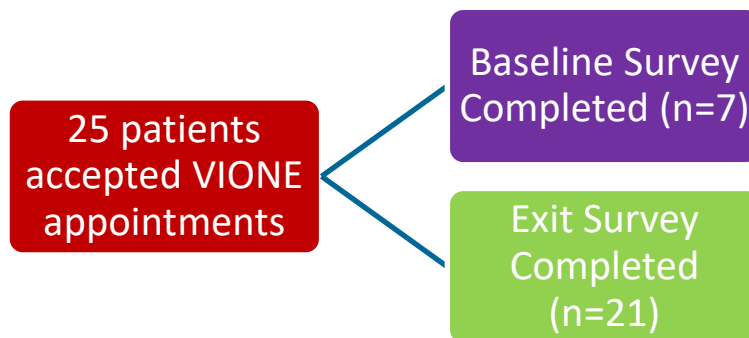 25 patients
accepted VIONE
appointments
Baseline Survey
Completed (n=7)
Exit Survey
Completed
(n=21)